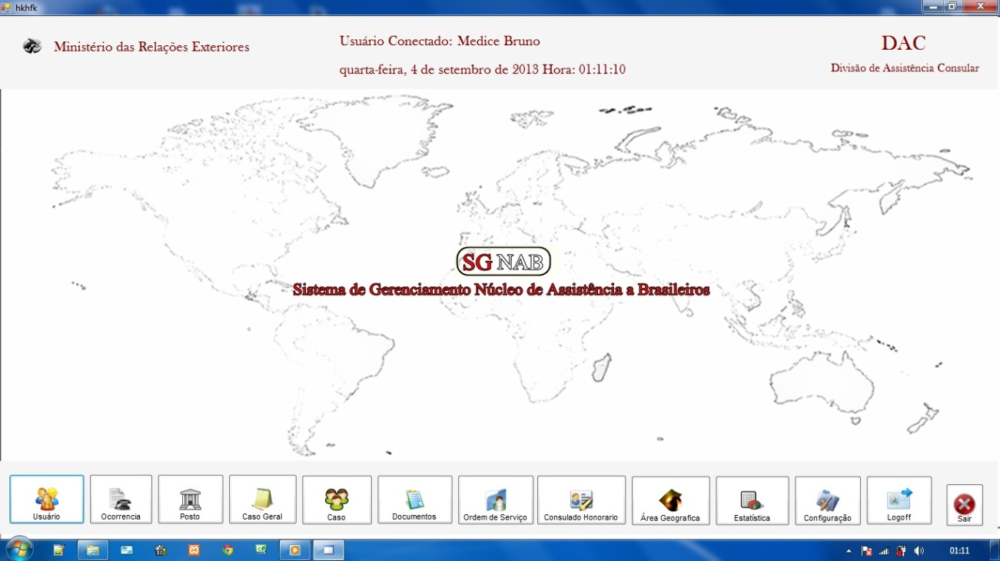 hkhfk
Ministério das Relações Exteriores
Usuário Conectado: Medice Bruno
quarta-feira, 4 de setembro de 2013 Hora: 01:11:10
DAC
Divisão de Assistência Consular
SG NAB
Sistema de Gerenciamento Núcleo de Assistência a Brasileiros
Usuário
Ocorrencia
Posto
Caso Geral
Caso
Documentos
Ordem de Serviço
Consulado Honorario
Área Geografica
Estatística
Configuração
Logoff
Sair
01:11